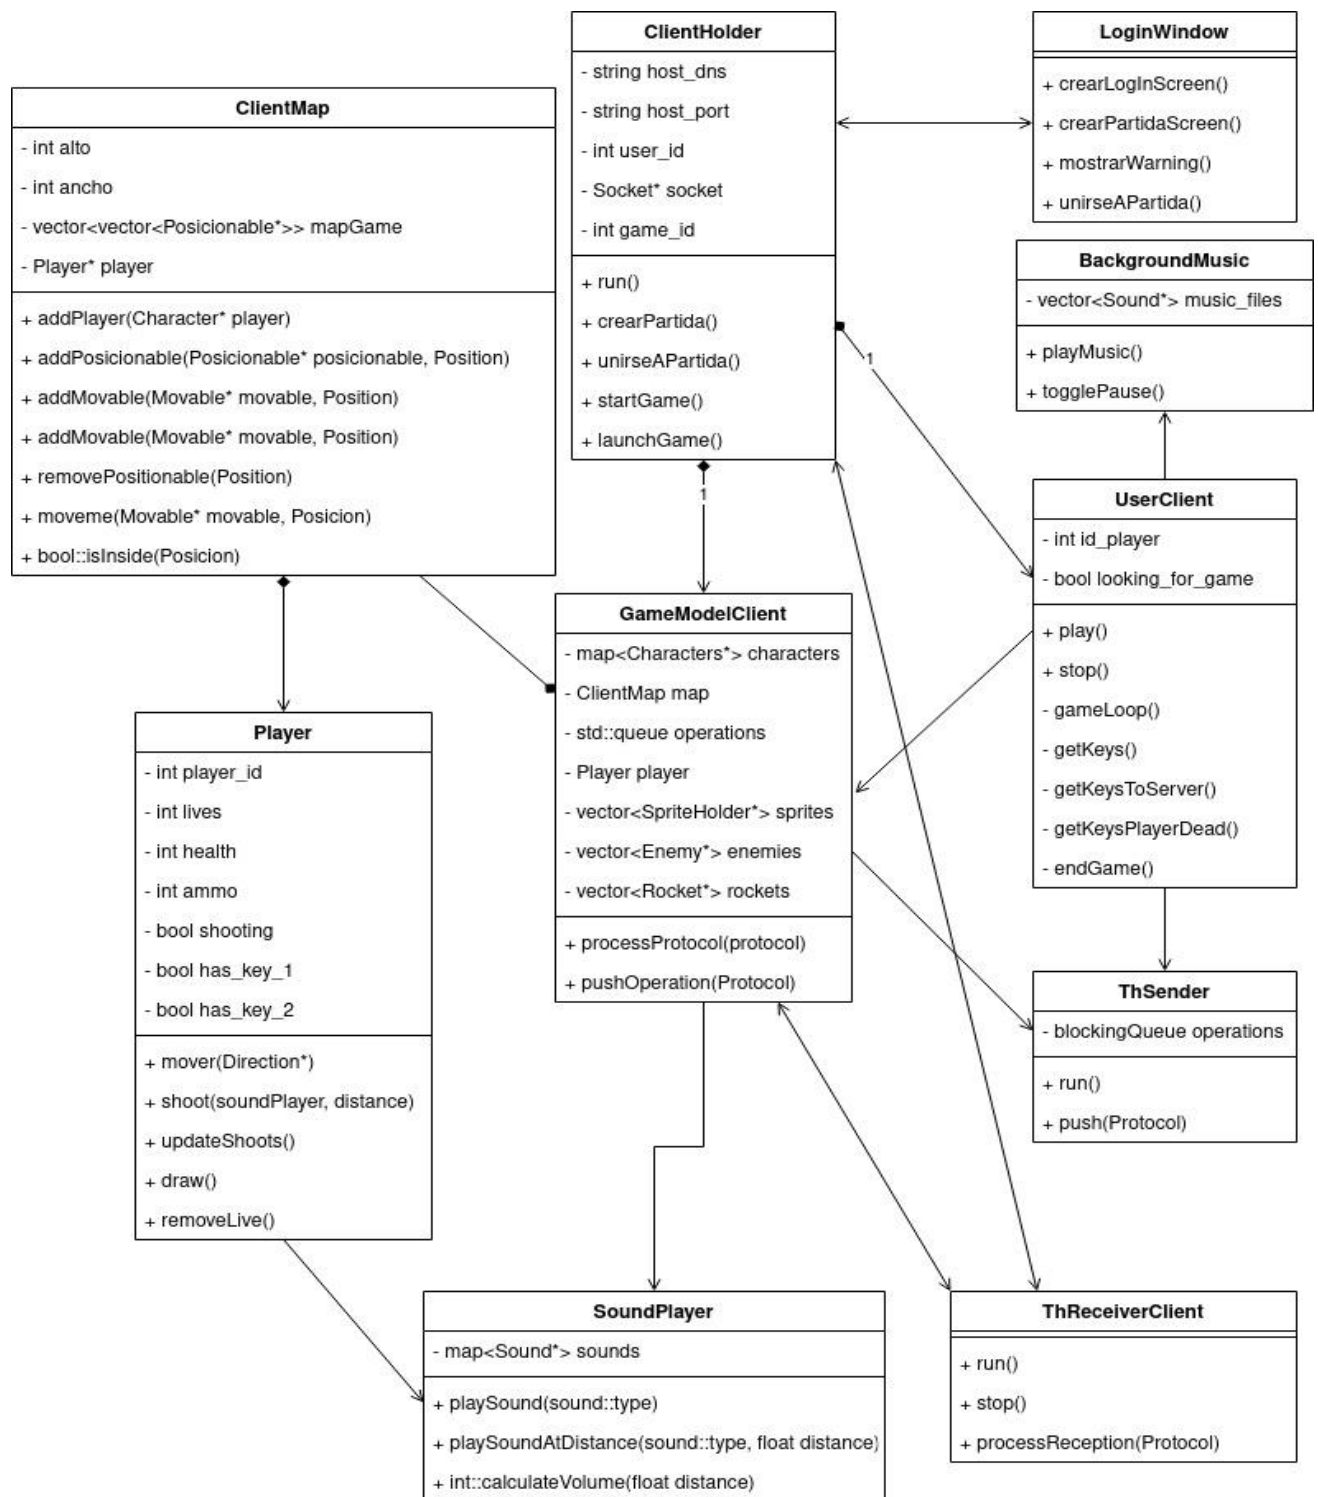 ClientHolder
- string host_dns
- string host_port
- int user_id
- Socket* socket
- int game_id
+ run()
+ crearPartida()
+ unirseAPartida()
+ startGame()
+ launchGame()
LoginWindow
+ crearLogInScreen()
+ crearPartidaScreen()
+ mostrarWarning()
+ unirseAPartida()
ClientMap
- int alto
- int ancho
- vector<vector<Posicionable*>> mapGame
- Player* player
+ addPlayer(Character* player)
+ addPosicionable(Posicionable* posicionable, Position)
+ addMovable(Movable* movable, Position)
+ addMovable(Movable* movable, Position)
+ removePositionable(Position)
+ moveme(Movable* movable, Posicion)
+ bool::isInside(Posicion)
BackgroundMusic
- vector<Sound*> music_files
+ playMusic()
+ togglePause()
1
1
UserClient
- int id_player
- bool looking_for_game
+ play()
+ stop()
- gameLoop()
- getKeys()
- getKeysToServer()
- getKeysPlayerDead()
- endGame()
GameModelClient
- map<Characters*> characters
- ClientMap map
- std::queue operations
- Player player
- vector<SpriteHolder*> sprites
- vector<Enemy*> enemies
- vector<Rocket*> rockets
+ processProtocol(protocol)
+ pushOperation(Protocol)
Player
- int player_id
- int lives
- int health
- int ammo
- bool shooting
- bool has_key_1
- bool has_key_2
+ mover(Direction*)
+ shoot(soundPlayer, distance)
+ updateShoots()
+ draw()
+ removeLive()
ThSender
- blockingQueue operations
+ run()
+ push(Protocol)
SoundPlayer
- map<Sound*> sounds
+ playSound(sound::type)
+ playSoundAtDistance(sound::type, float distance)
+ int::calculateVolume(float distance)
ThReceiverClient
+ run()
+ stop()
+ processReception(Protocol)